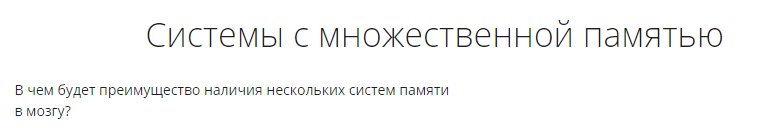 Системы с множественной памятью
В чем будет преимущество наличия нескольких систем памяти
в мозгу?